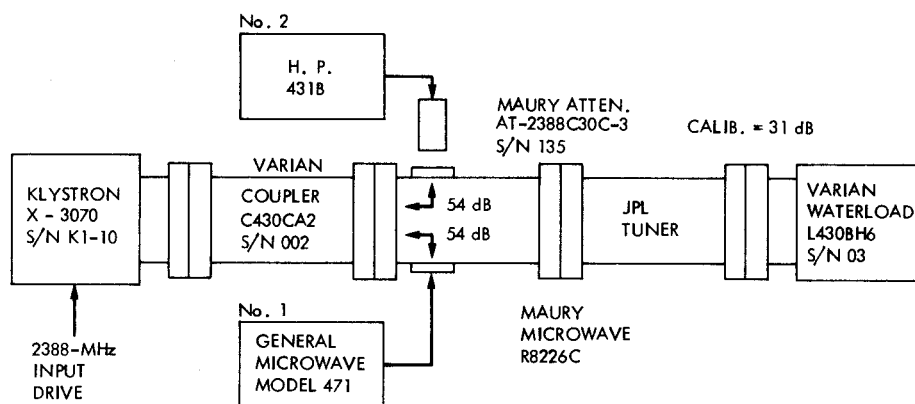 No. 2
H. P.
431B
MAURY ATTEN.
AT-2388C30C-3
S/N 135
CALIB. = 31 dB
KLYSTRON
X - 3070
S/N K1-10
VARIAN
COUPLER
C430CA2
S/N 002
54 dB
54 dB
JPL
TUNER
VARIAN
WATERLOAD
L430BH6
S/N 03
2388-MHz
INPUT
DRIVE
No. 1
GENERAL
MICROWAVE
MODEL 471
MAURY
MICROWAVE
R8226C